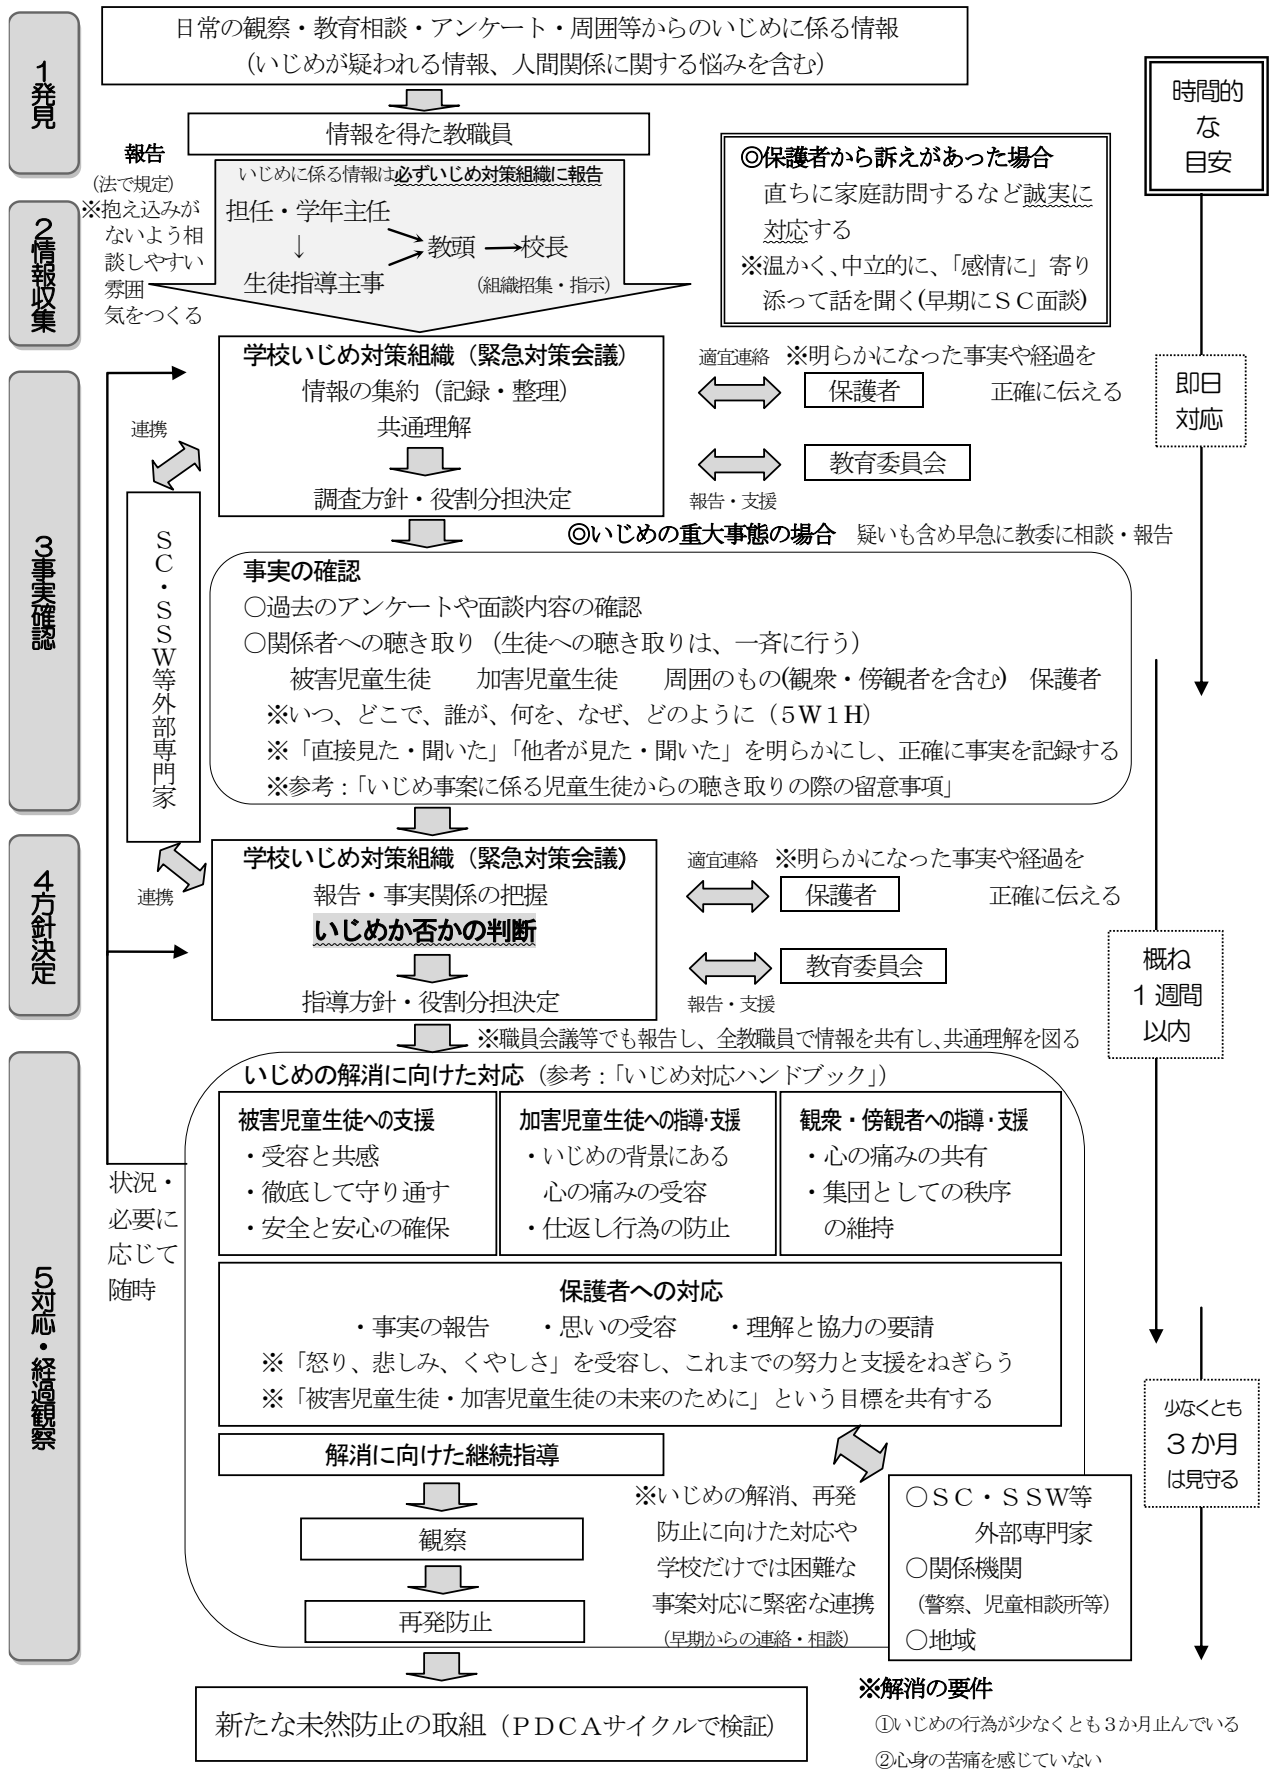 1発見
日常の観察・教育相談・アンケート・周囲等からのいじめに係る情報
（いじめが疑われる情報、人間関係に関する悩みを含む）
情報を得た教職員
時間的
な
目安
報告
（法で規定）
※抱え込みが
ないよう相
談しやすい
雰囲
気をつくる
2情報収集
いじめに係る情報は必ずいじめ対策組織に報告
担任・学年主任
↓
生徒指導主事
教頭
校長
（組織招集・指示）
◎保護者から訴えがあった場合
直ちに家庭訪問するなど誠実に
対応する
※温かく、中立的に、「感情に」寄り
添って話を聞く（早期にＳＣ面談）
3事実確認
学校いじめ対策組織（緊急対策会議）
情報の集約（記録・整理）
共通理解
調査方針・役割分担決定
適宜連絡 ※明らかになった事実や経過を
保護者 正確に伝える
教育委員会
報告・支援
即日
対応
連携
ＳＣ・ＳＳＷ等外部専門家
◎いじめの重大事態の場合 疑いも含め早急に教委に相談・報告
事実の確認
○過去のアンケートや面談内容の確認
○関係者への聴き取り（生徒への聴き取りは、一斉に行う）
被害児童生徒 加害児童生徒 周囲のもの(観衆・傍観者を含む) 保護者
※いつ、どこで、誰が、何を、なぜ、どのように（５Ｗ１Ｈ）
※「直接見た・聞いた」「他者が見た・聞いた」を明らかにし、正確に事実を記録する
※参考：「いじめ事案に係る児童生徒からの聴き取りの際の留意事項」
4方針決定
連携
学校いじめ対策組織（緊急対策会議）
報告・事実関係の把握
いじめか否かの判断
指導方針・役割分担決定
適宜連絡 ※明らかになった事実や経過を
保護者 正確に伝える
教育委員会
報告・支援
概ね
１週間
以内
※職員会議等でも報告し、全教職員で情報を共有し、共通理解を図る
5対応・経過観察
いじめの解消に向けた対応（参考：「いじめ対応ハンドブック」）
被害児童生徒への支援
・受容と共感
・徹底して守り通す
・安全と安心の確保
加害児童生徒への指導・支援
・いじめの背景にある
心の痛みの受容
・仕返し行為の防止
観衆・傍観者への指導・支援
・心の痛みの共有
・集団としての秩序
の維持
状況・
必要に
応じて
随時
保護者への対応
・事実の報告 ・思いの受容 ・理解と協力の要請
※「怒り、悲しみ、くやしさ」を受容し、これまでの努力と支援をねぎらう
※「被害児童生徒・加害児童生徒の未来のために」という目標を共有する
少なくとも
３か月
は見守る
解消に向けた継続指導
観察
再発防止
※いじめの解消、再発
防止に向けた対応や
学校だけでは困難な
事案対応に緊密な連携
（早期からの連絡・相談）
○ＳＣ・ＳＳＷ等
外部専門家
○関係機関
（警察、児童相談所等）
○地域
新たな未然防止の取組（ＰＤＣＡサイクルで検証）
※解消の要件
①いじめの行為が少なくとも３か月止んでいる
②心身の苦痛を感じていない